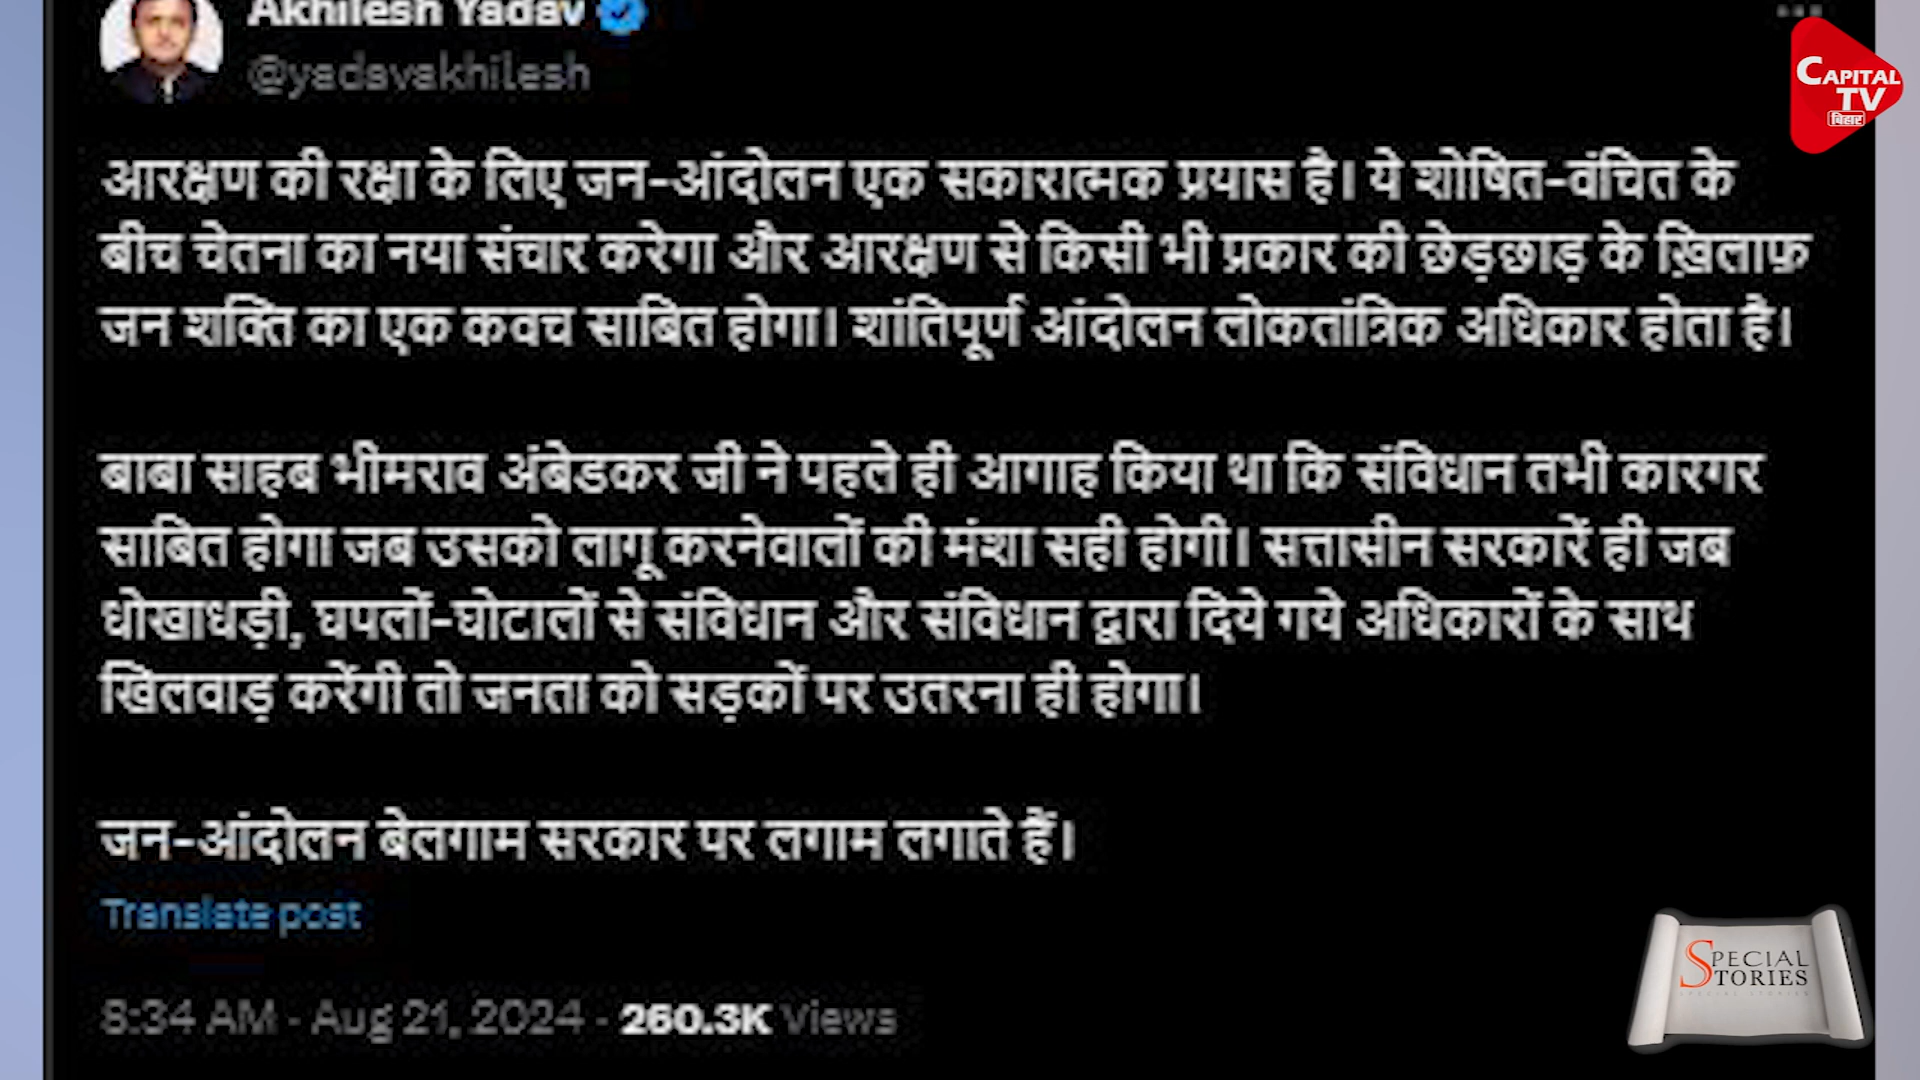 Akhilesh Yadav
@yadavakhilesh
CAPITAL
TV
बिहार
आरक्षण की रक्षा के लिए जन-आंदोलन एक सकारात्मक प्रयास है। ये शोषित-वंचित के
बीच चेतना का नया संचार करेगा और आरक्षण से किसी भी प्रकार की छेड़छाड़ के ख़िलाफ़
जन शक्ति का एक कवच साबित होगा। शांतिपूर्ण आंदोलन लोकतांत्रिक अधिकार होता है।
बाबा साहब भीमराव अंबेडकर जी ने पहले ही आगाह किया था कि संविधान तभी कारगर
साबित होगा जब उसको लागू करनेवालों की मंशा सही होगी। सत्तासीन सरकारें ही जब
धोखाधड़ी, घपलों-घोटालों से संविधान और संविधान द्वारा दिये गये अधिकारों के साथ
खिलवाड़ करेंगी तो जनता को सड़कों पर उतरना ही होगा।
जन-आंदोलन बेलगाम सरकार पर लगाम लगाते हैं।
Translate post
8:34 AM - Aug 21, 2024 - 260.3K Views
SPECIAL
STORIES